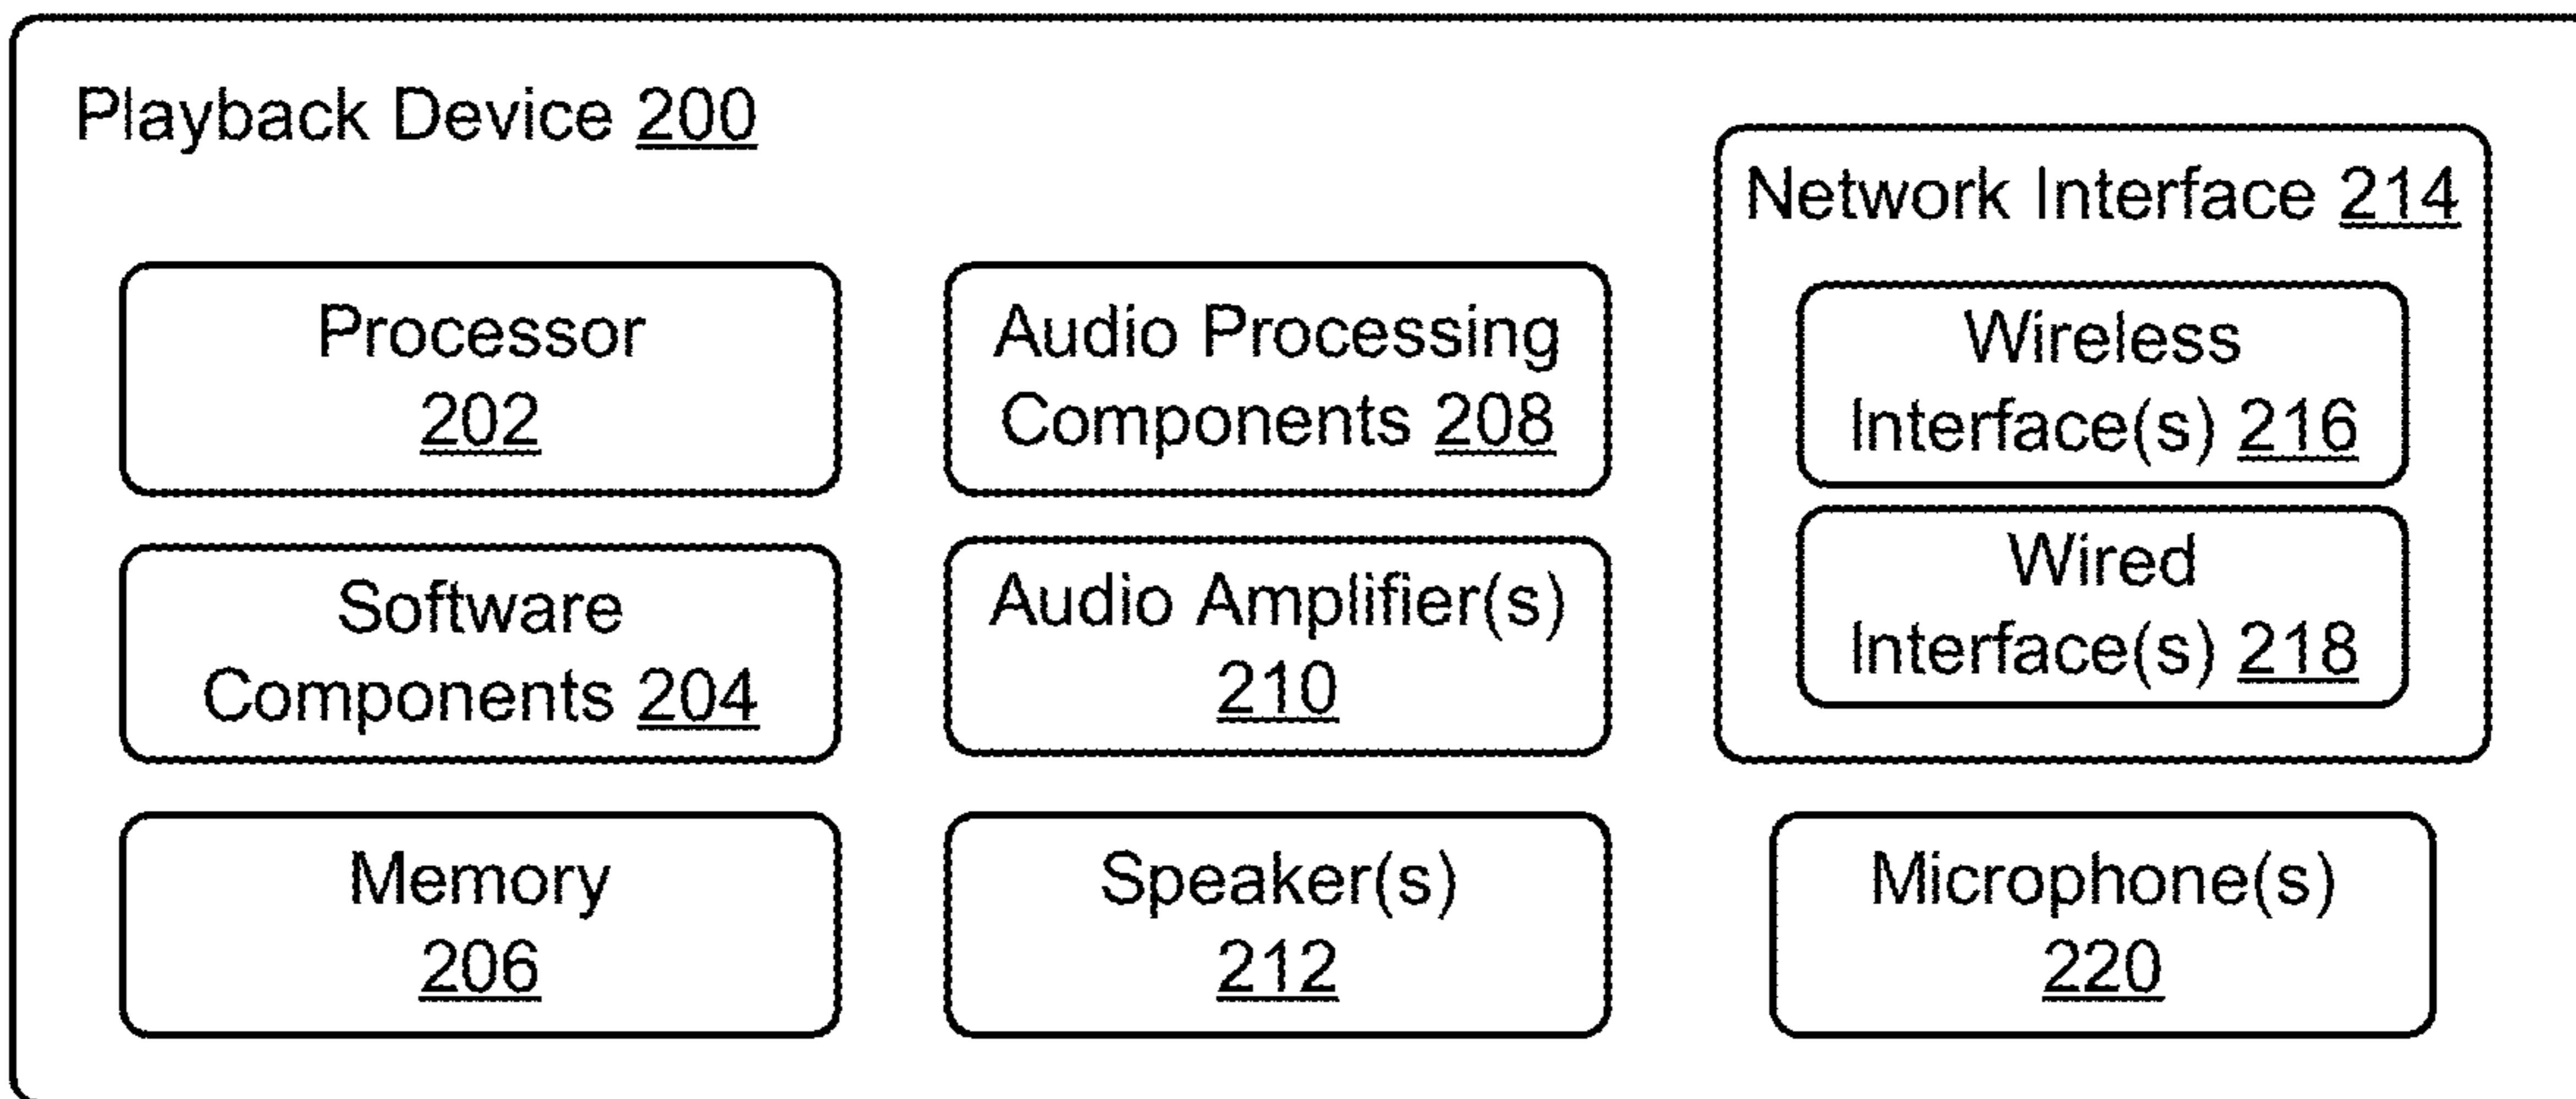 Playback Device 200
Processor
202
Software
Components 204
Memory
206
Audio Processing
Components 208
Audio Amplifier(s)
210
Speaker(s)
212
Network Interface 214
Wireless
Interface(s) 216
Wired
Interface(s) 218
Microphone(s)
220